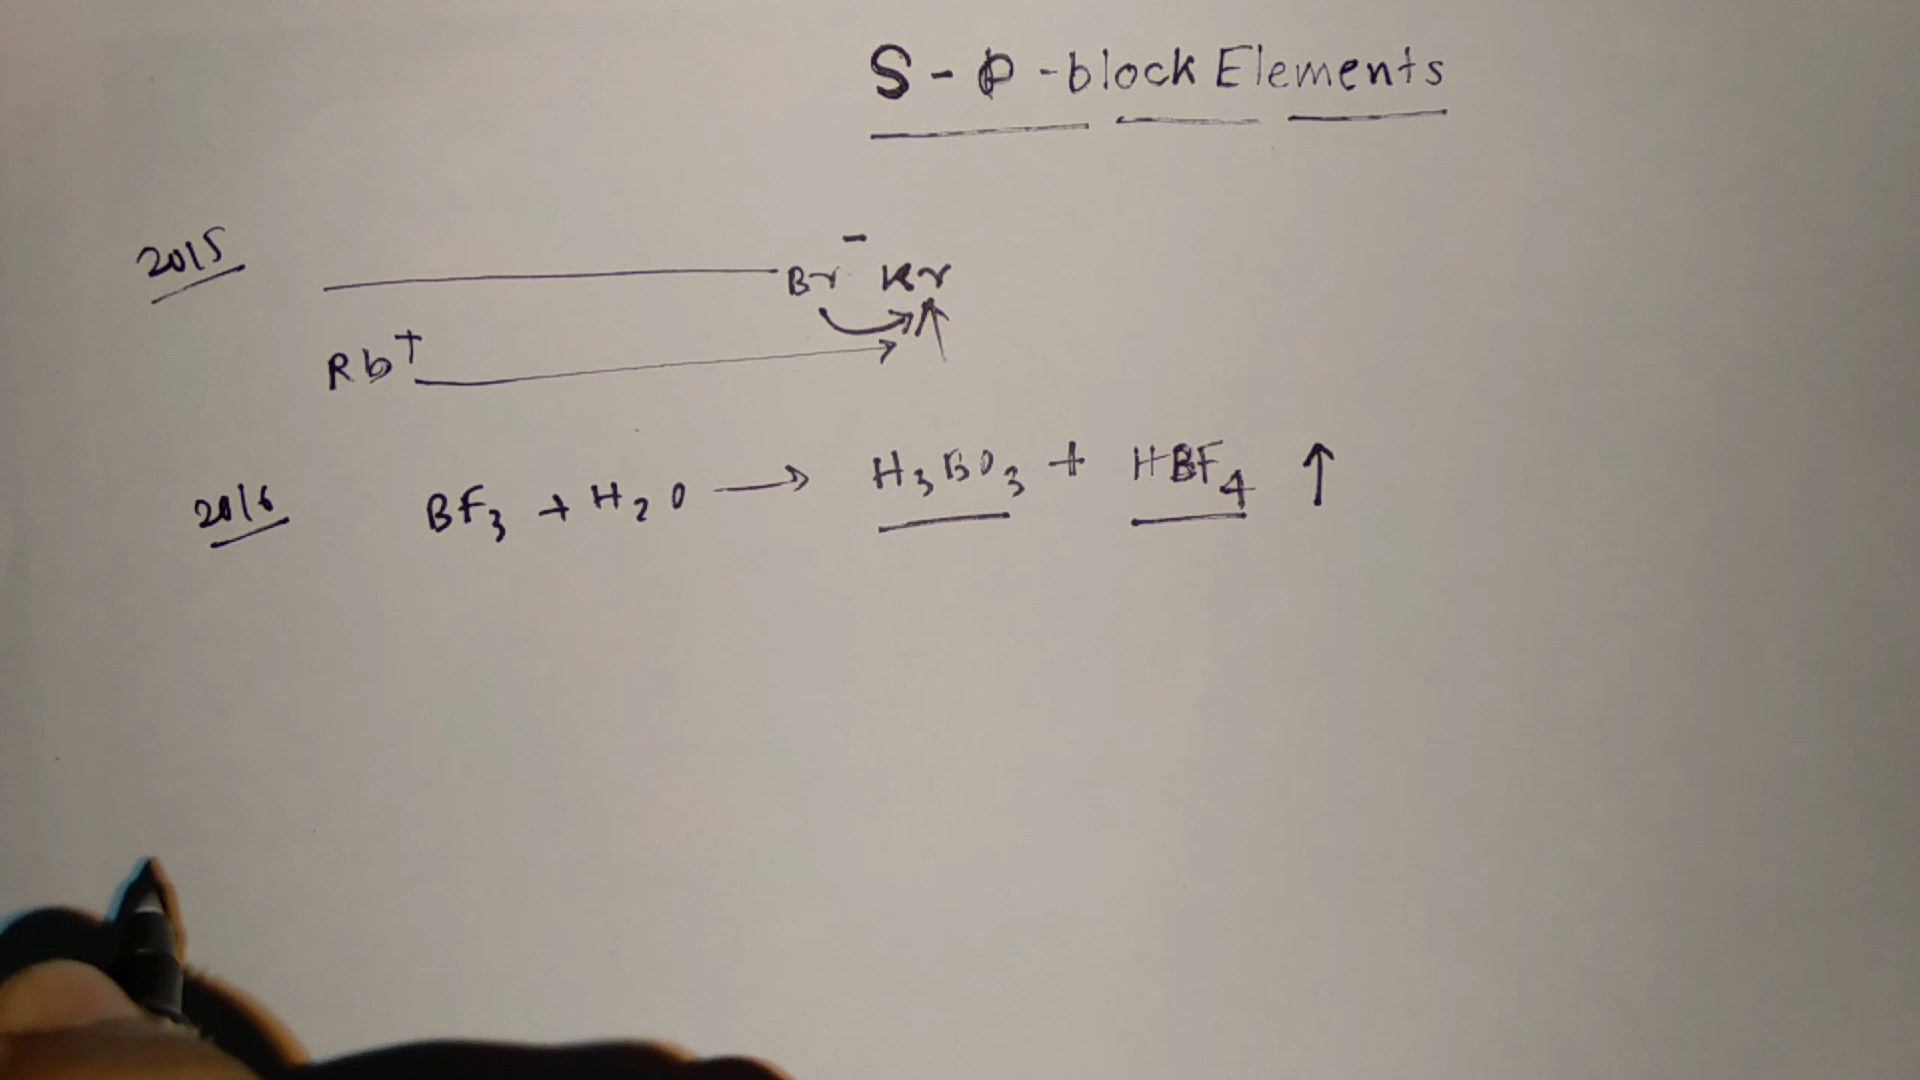 S - p - block Elements
2015
Br⁻ Kr
Rb⁺
2016 BF₃ + H₂O → H₃BO₃ + HBF₄ ↑